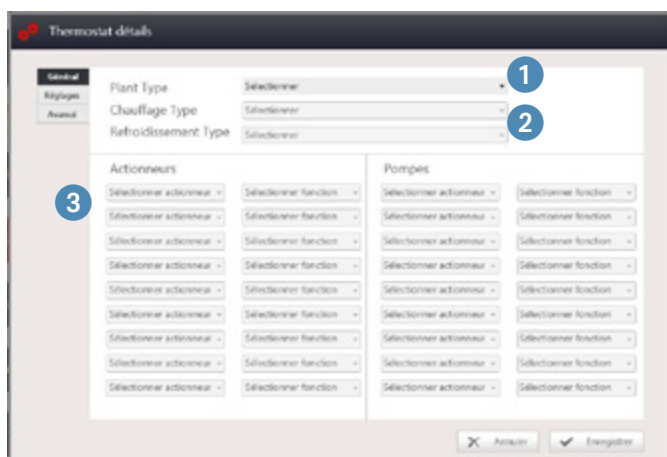 Thermostat détails
Général
Réglages
Avancé
Plant Type Sélectionner 1
Chauffage Type Sélectionner 2
Refroidissement Type Sélectionner
Actionneurs Pompes
3
Sélectionner actionneur Sélectionner fonction Sélectionner actionneur Sélectionner fonction
Sélectionner actionneur Sélectionner fonction Sélectionner actionneur Sélectionner fonction
Sélectionner actionneur Sélectionner fonction Sélectionner actionneur Sélectionner fonction
Sélectionner actionneur Sélectionner fonction Sélectionner actionneur Sélectionner fonction
Sélectionner actionneur Sélectionner fonction Sélectionner actionneur Sélectionner fonction
Sélectionner actionneur Sélectionner fonction Sélectionner actionneur Sélectionner fonction
Sélectionner actionneur Sélectionner fonction Sélectionner actionneur Sélectionner fonction
Sélectionner actionneur Sélectionner fonction Sélectionner actionneur Sélectionner fonction
Sélectionner actionneur Sélectionner fonction Sélectionner actionneur Sélectionner fonction
Annuler Enregistrer